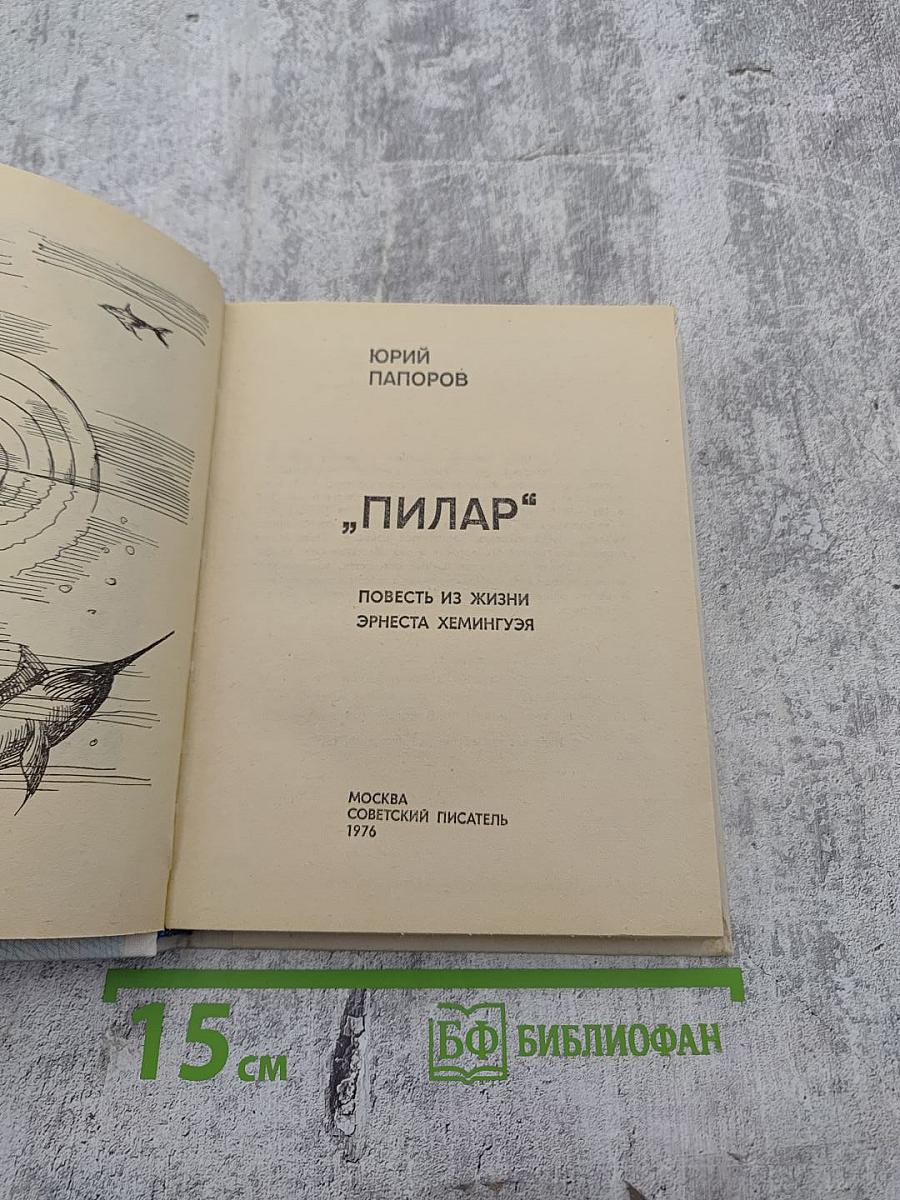 ЮРИЙ
ПАПОРОВ
„ПИЛАР“
ПОВЕСТЬ ИЗ ЖИЗНИ
ЭРНЕСТА ХЕМИНГУЭЯ
МОСКВА
СОВЕТСКИЙ ПИСАТЕЛЬ
1976
15 см
БФ БИБЛИОФАН